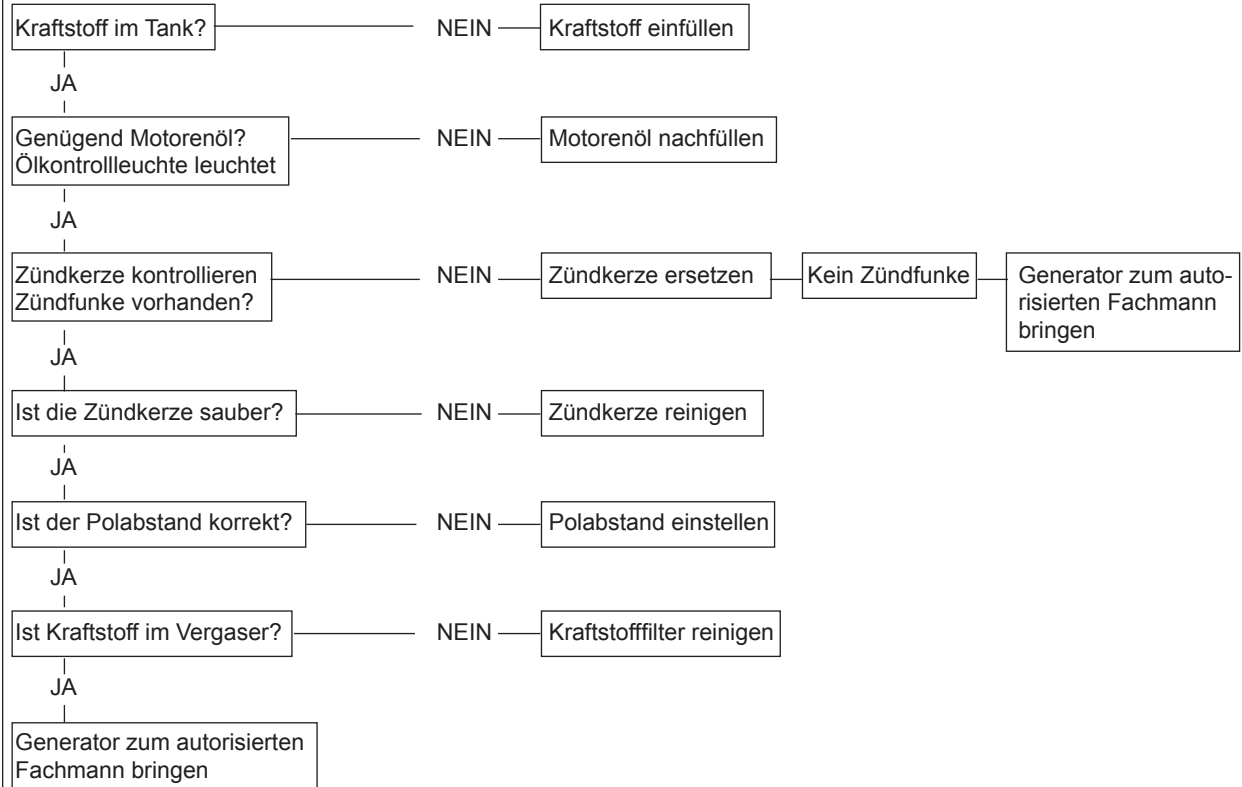 Kraftstoff im Tank?
NEIN
Kraftstoff einfüllen
JA
Genügend Motorenöl?
Ölkontrollleuchte leuchtet
NEIN
Motorenöl nachfüllen
JA
Zündkerze kontrollieren
Zündfunke vorhanden?
NEIN
Zündkerze ersetzen
Kein Zündfunke
Generator zum auto-
risierten Fachmann
bringen
JA
Ist die Zündkerze sauber?
NEIN
Zündkerze reinigen
JA
Ist der Polabstand korrekt?
NEIN
Polabstand einstellen
JA
Ist Kraftstoff im Vergaser?
NEIN
Kraftstofffilter reinigen
JA
Generator zum autorisierten
Fachmann bringen